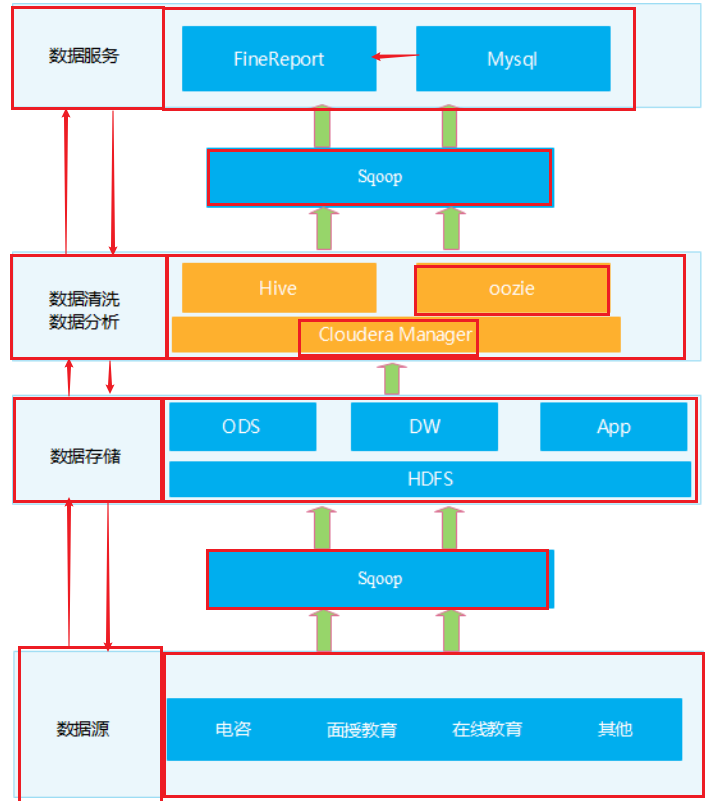 数据服务
FineReport
Mysql
Sqoop
数据清洗
数据分析
Hive
oozie
Cloudera Manager
数据存储
ODS
DW
App
HDFS
Sqoop
数据源
电咨
面授教育
在线教育
其他